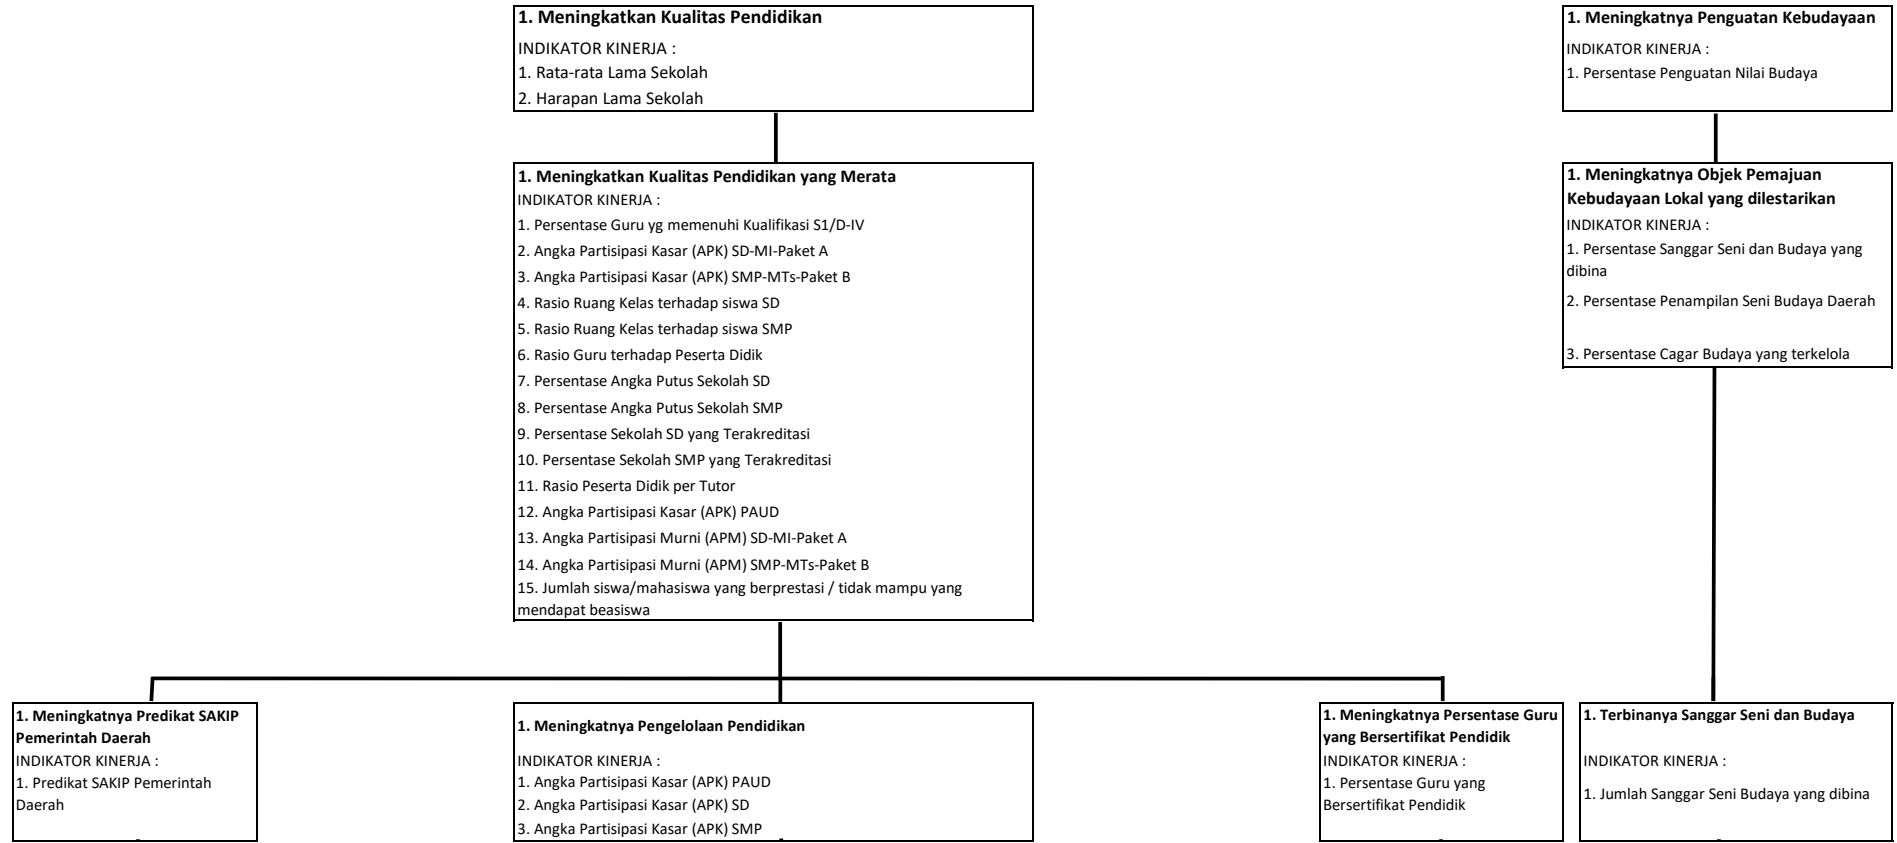 1. Meningkatkan Kualitas Pendidikan
INDIKATOR KINERJA :
1. Rata-rata Lama Sekolah
2. Harapan Lama Sekolah
1. Meningkatnya Penguatan Kebudayaan
INDIKATOR KINERJA :
1. Persentase Penguatan Nilai Budaya
1. Meningkatkan Kualitas Pendidikan yang Merata
INDIKATOR KINERJA :
1. Persentase Guru yg memenuhi Kualifikasi S1/D-IV
2. Angka Partisipasi Kasar (APK) SD-MI-Paket A
3. Angka Partisipasi Kasar (APK) SMP-MTs-Paket B
4. Rasio Ruang Kelas terhadap siswa SD
5. Rasio Ruang Kelas terhadap siswa SMP
6. Rasio Guru terhadap Peserta Didik
7. Persentase Angka Putus Sekolah SD
8. Persentase Angka Putus Sekolah SMP
9. Persentase Sekolah SD yang Terakreditasi
10. Persentase Sekolah SMP yang Terakreditasi
11. Rasio Peserta Didik per Tutor
12. Angka Partisipasi Kasar (APK) PAUD
13. Angka Partisipasi Murni (APM) SD-MI-Paket A
14. Angka Partisipasi Murni (APM) SMP-MTs-Paket B
15. Jumlah siswa/mahasiswa yang berprestasi / tidak mampu yang
mendapat beasiswa
1. Meningkatnya Objek Pemajuan
Kebudayaan Lokal yang dilestarikan
INDIKATOR KINERJA :
1. Persentase Sanggar Seni dan Budaya yang
dibina
2. Persentase Penampilan Seni Budaya Daerah
3. Persentase Cagar Budaya yang terkelola
1. Meningkatnya Predikat SAKIP
Pemerintah Daerah
INDIKATOR KINERJA :
1. Predikat SAKIP Pemerintah
Daerah
1. Meningkatnya Pengelolaan Pendidikan
INDIKATOR KINERJA :
1. Angka Partisipasi Kasar (APK) PAUD
2. Angka Partisipasi Kasar (APK) SD
3. Angka Partisipasi Kasar (APK) SMP
1. Meningkatnya Persentase Guru
yang Bersertifikat Pendidik
INDIKATOR KINERJA :
1. Persentase Guru yang
Bersertifikat Pendidik
1. Terbinanya Sanggar Seni dan Budaya
INDIKATOR KINERJA :
1. Jumlah Sanggar Seni Budaya yang dibina